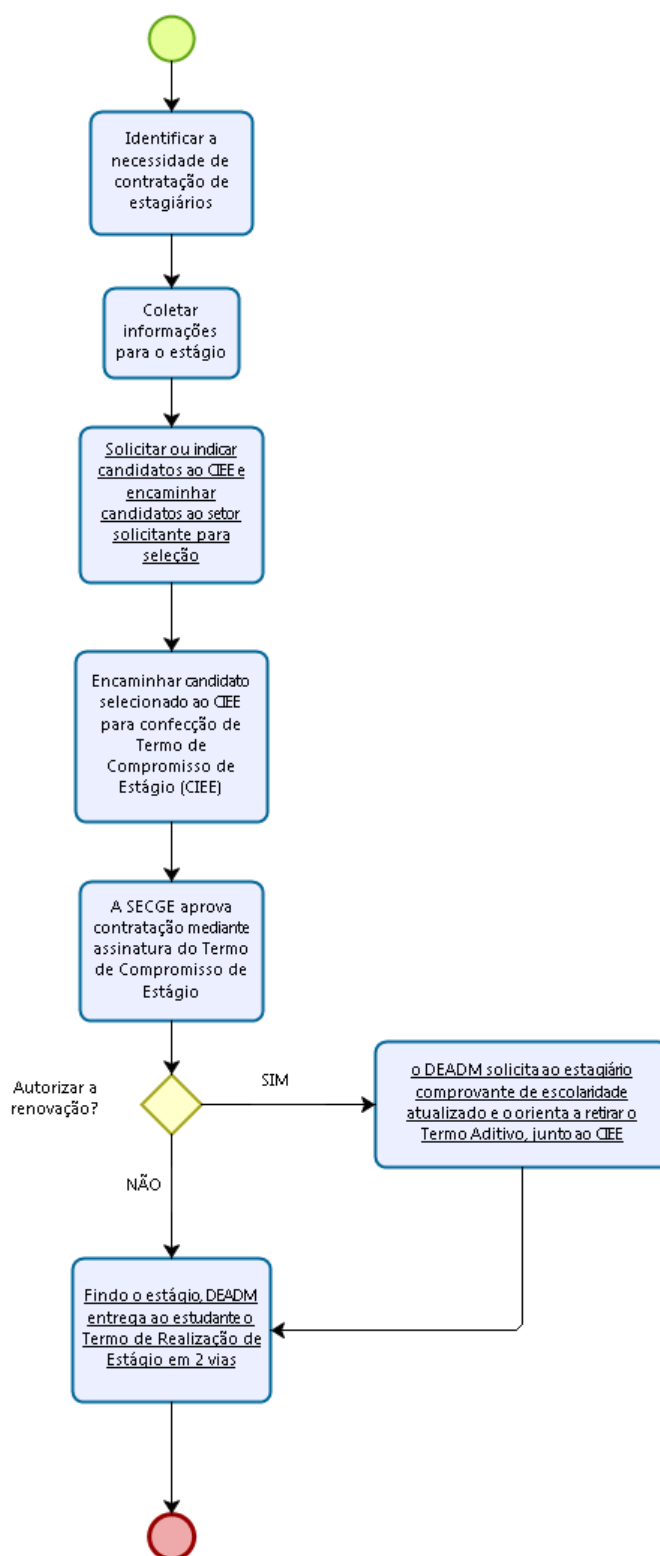 Identificar a
necessidade de
contratação de
estagiários
Coletar
informações
para o estágio
Solicitar ou indicar
candidatos ao CIEE e
encaminhar
candidatos ao setor
solicitante para
seleção
Encaminhar candidato
selecionado ao CIEE
para confecção de
Termo de
Compromisso de
Estágio (CIEE)
A SECGE aprova
contratação mediante
assinatura do Termo
de Compromisso de
Estágio
Autorizar a
renovação?
SIM
o DEADM solicita ao estagiário
comprovante de escolaridade
atualizado e o orienta a retirar o
Termo Aditivo, junto ao CIEE
NÃO
Findo o estágio, DEADM
entrega ao estudante o
Termo de Realização de
Estágio em 2 vias